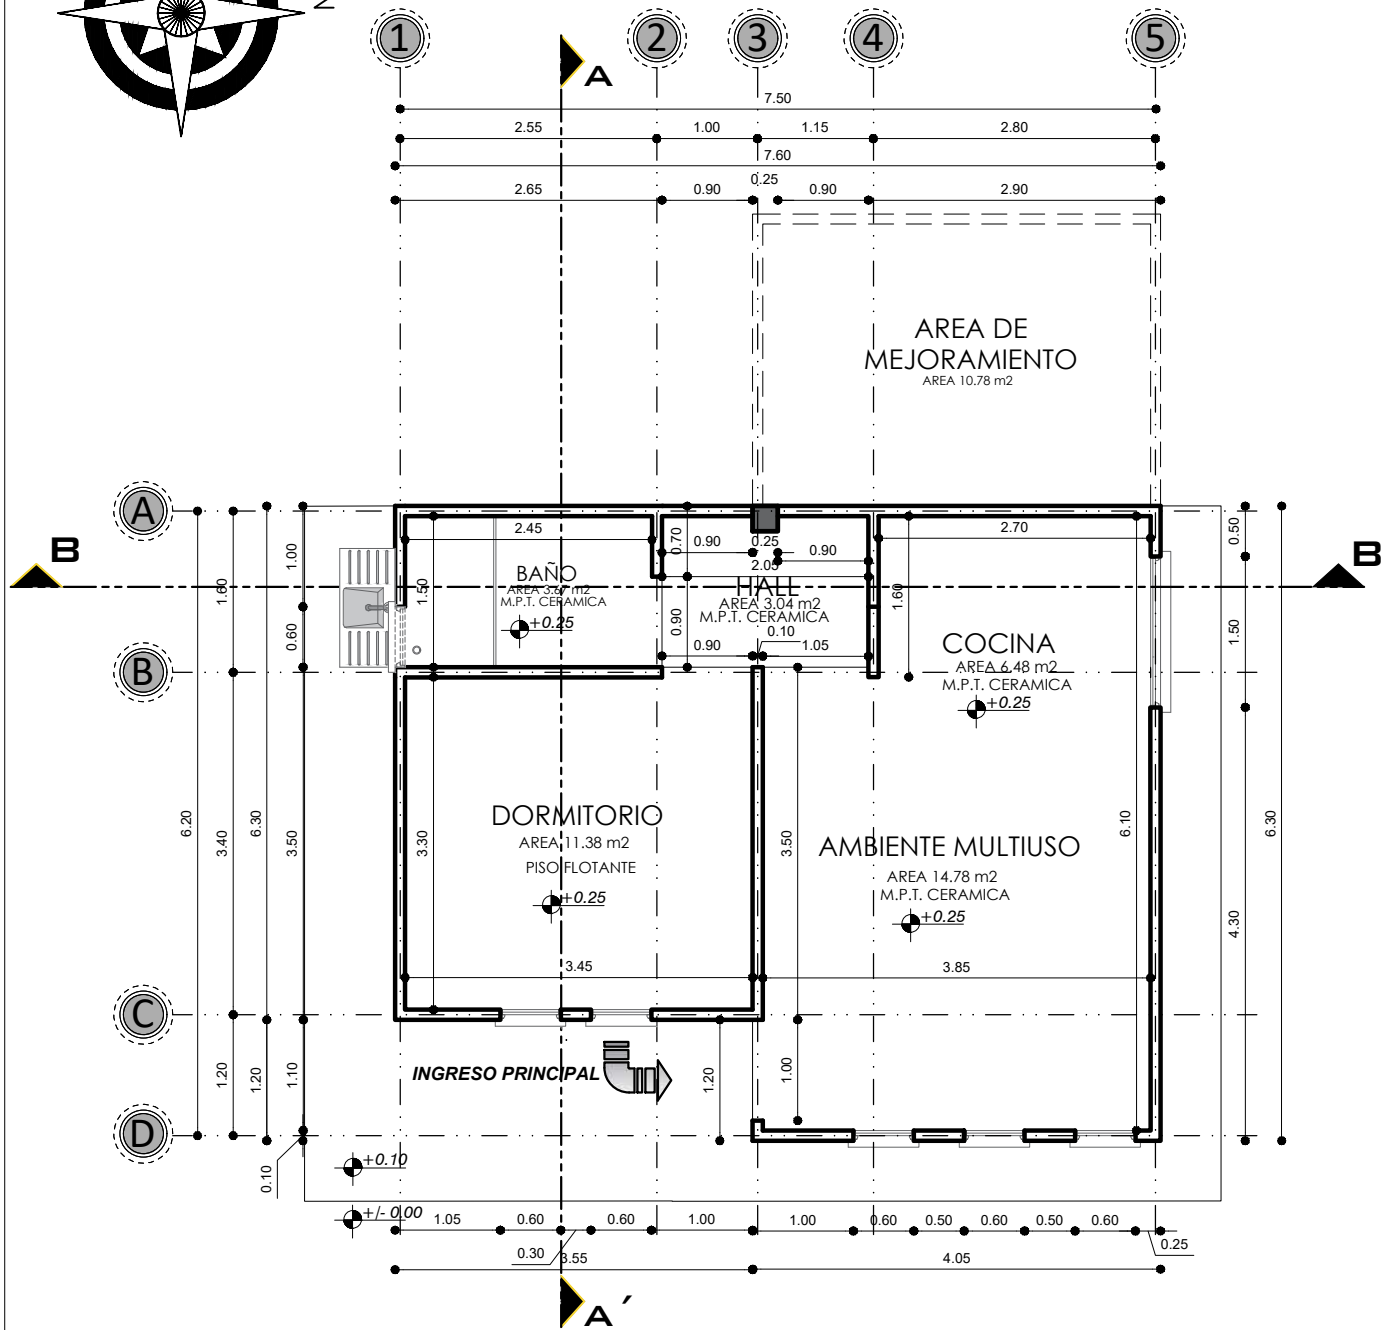 N
1
2
3
4
5
A
7.50
2.55
1.00
1.15
2.80
7.60
0.25
2.65
0.90
0.90
2.90
AREA DE
MEJORAMIENTO
AREA 10.78 m2
A
B
B
B
C
D
6.20
1.60
3.40
1.20
6.30
1.20
1.00
0.60
3.50
1.10
0.10
2.45
1.50
BAÑO
AREA 3.67 m2
M.P.T. CERAMICA
+0.25
0.70
0.90
0.25
0.90
2.05
HALL
AREA 3.04 m2
M.P.T. CERAMICA
0.90
0.10
0.90
1.05
2.70
1.60
COCINA
AREA 6.48 m2
M.P.T. CERAMICA
+0.25
0.50
1.50
4.30
6.30
6.10
DORMITORIO
AREA 11.38 m2
PISO FLOTANTE
+0.25
3.30
3.45
3.50
AMBIENTE MULTIUSO
AREA 14.78 m2
M.P.T. CERAMICA
+0.25
3.85
INGRESO PRINCIPAL
1.20
1.00
+0.10
+/- 0.00
1.05
0.60
0.60
1.00
1.00
0.60
0.50
0.60
0.50
0.60
0.30
3.55
4.05
0.25
A´